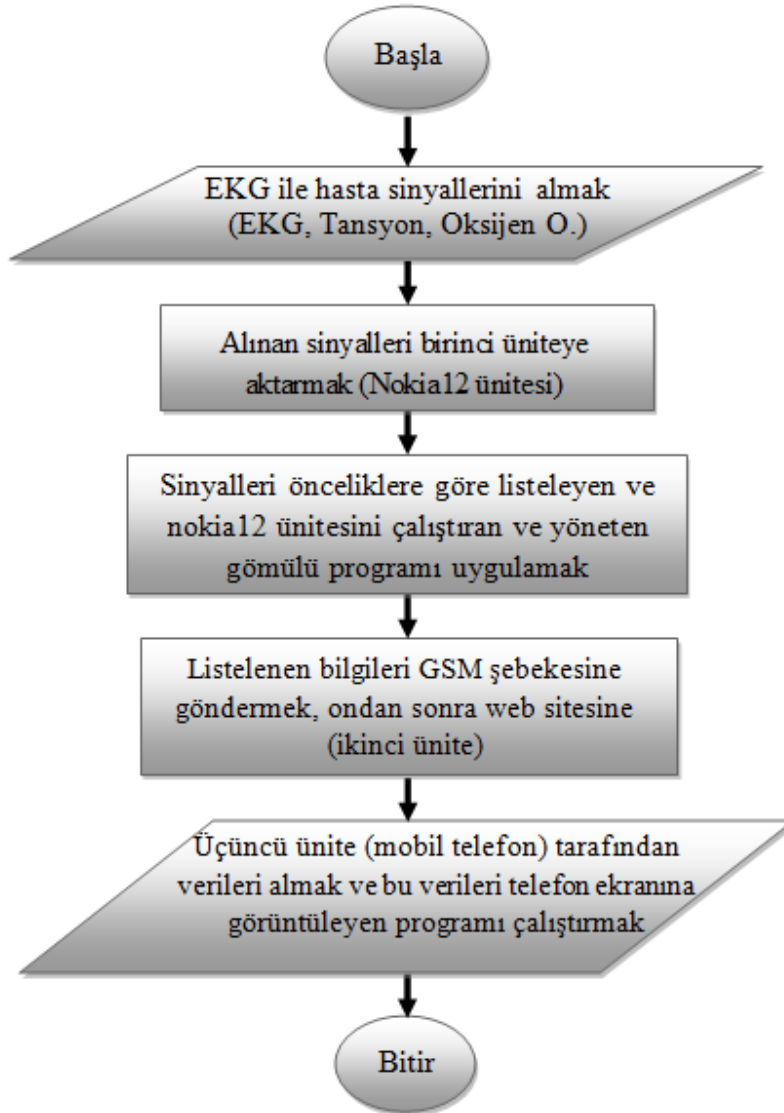 Başla
EKG ile hasta sinyallerini almak
(EKG, Tansyon, Oksijen O.)
Alınan sinyalleri birinci üniteye
aktarmak (Nokia12 ünitesi)
Sinyalleri önceliklere göre listeleyen ve
nokia12 ünitesini çalıştıran ve yöneten
gömülü programı uygulamak
Listelenen bilgileri GSM şebekesine
göndermek, ondan sonra web sitesine
(ikinci ünite)
Üçüncü ünite (mobil telefon) tarafından
verileri almak ve bu verileri telefon ekranına
görüntüleyen programı çalıştırmak
Bitir